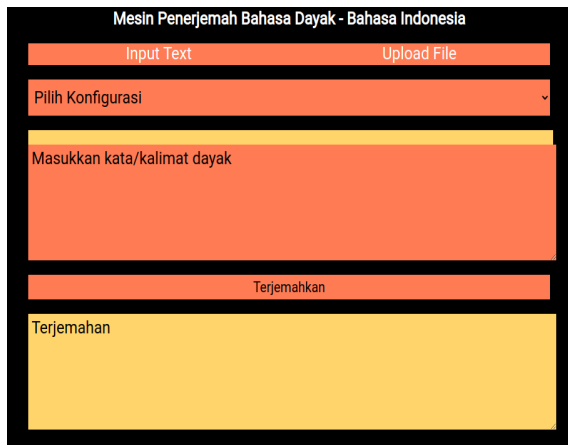 Mesin Penerjemah Bahasa Dayak - Bahasa Indonesia
Input Text Upload File
Pilih Konfigurasi
Masukkan kata/kalimat dayak
Terjemahkan
Terjemahan